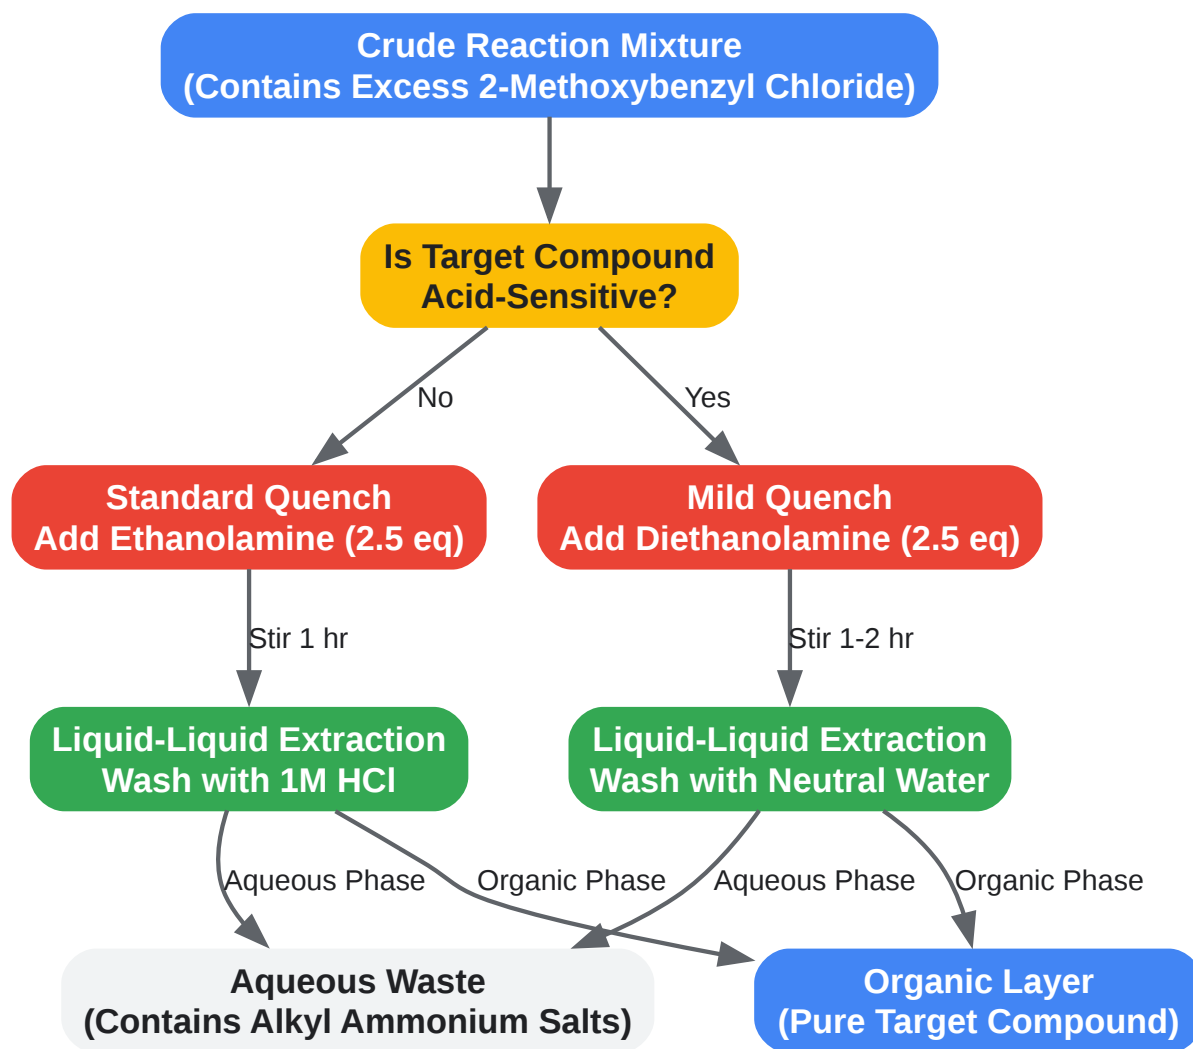 Crude Reaction Mixture
(Contains Excess 2-Methoxybenzyl Chloride)
Is Target Compound
Acid-Sensitive?
No
Yes
Standard Quench
Add Ethanolamine (2.5 eq)
Mild Quench
Add Diethanolamine (2.5 eq)
Stir 1 hr
Stir 1-2 hr
Liquid-Liquid Extraction
Wash with 1M HCl
Liquid-Liquid Extraction
Wash with Neutral Water
Aqueous Phase
Organic Phase
Aqueous Phase
Organic Phase
Aqueous Waste
(Contains Alkyl Ammonium Salts)
Organic Layer
(Pure Target Compound)